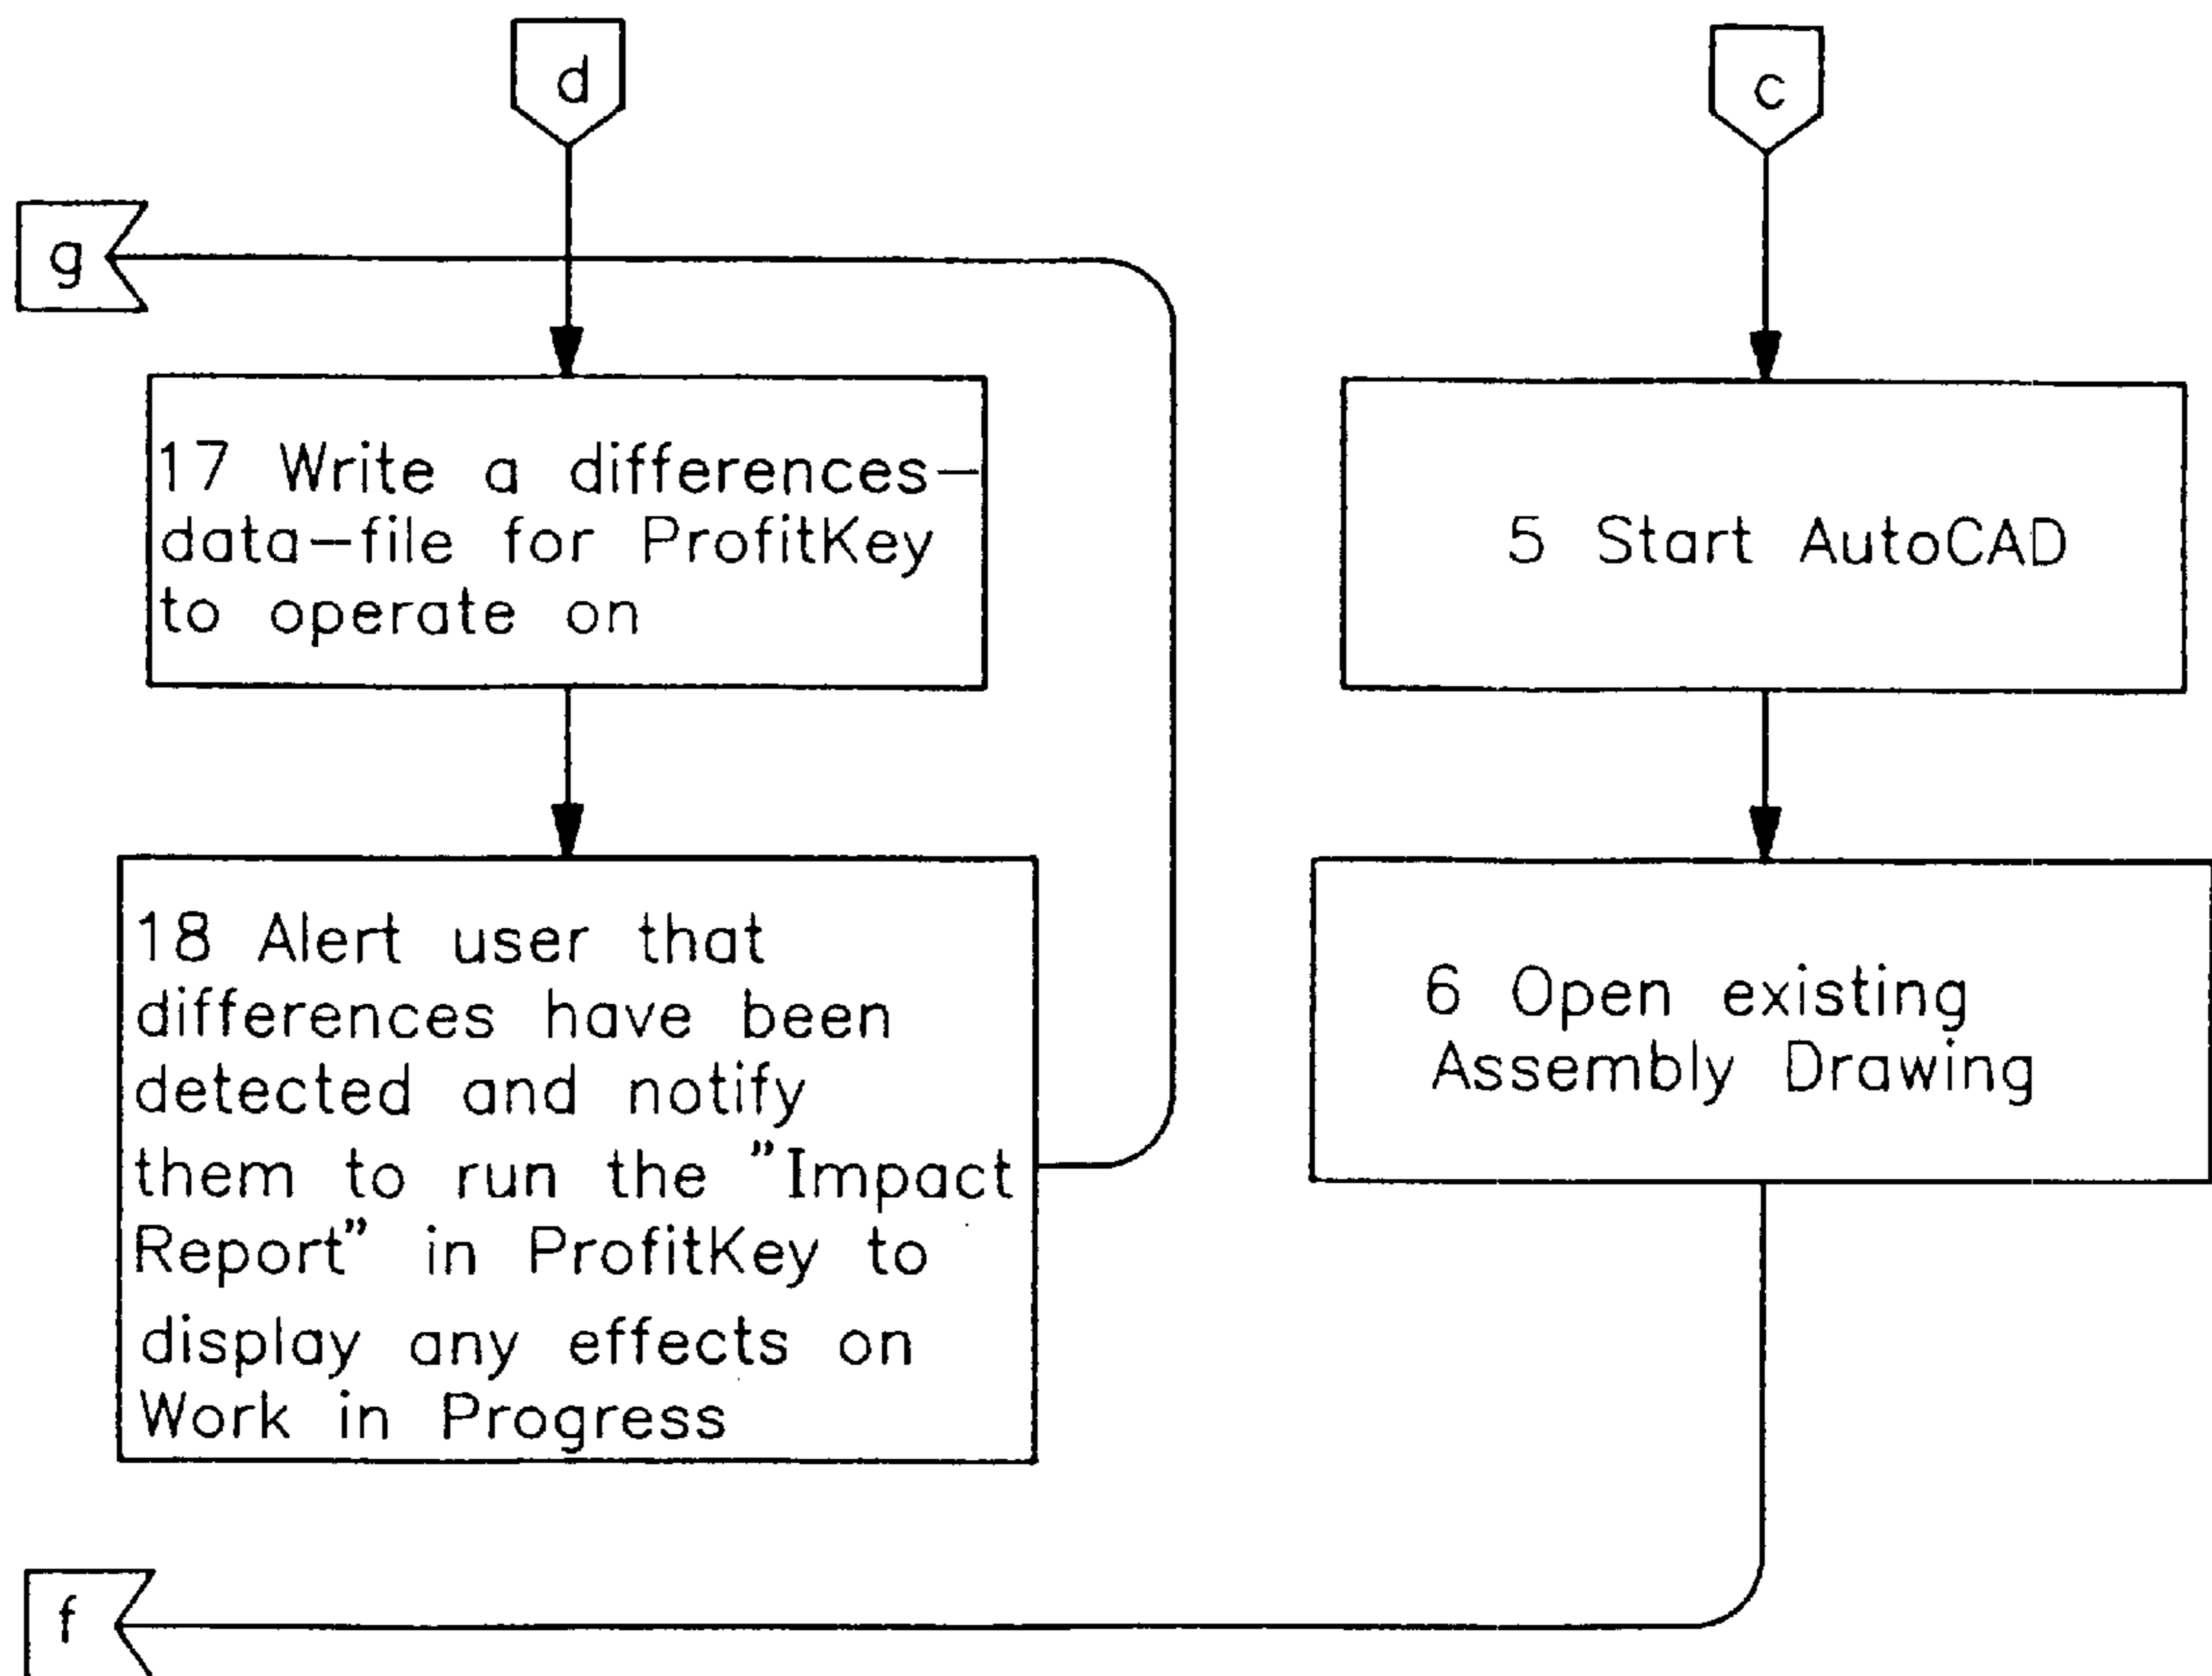 d
c
g
17 Write a differences-
data-file for ProfitKey
to operate on
5 Start AutoCAD
18 Alert user that
differences have been
detected and notify
them to run the "Impact
Report" in ProfitKey to
display any effects on
Work in Progress
6 Open existing
Assembly Drawing
f